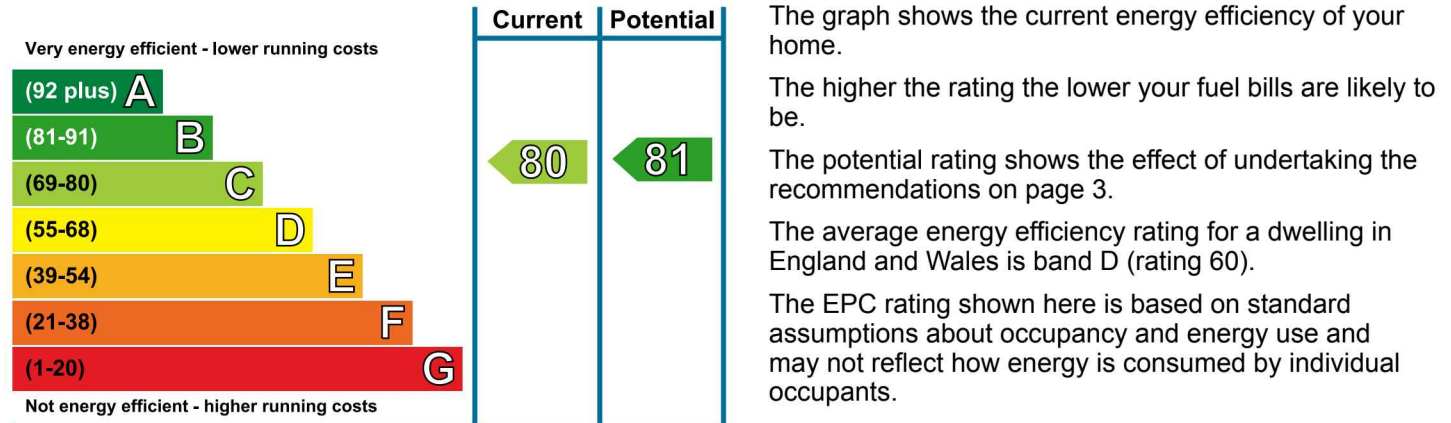 Current Potential
Very energy efficient - lower running costs
(92 plus) A
(81-91) B
(69-80) C
(55-68) D
(39-54) E
(21-38) F
(1-20) G
Not energy efficient - higher running costs
80 81
The graph shows the current energy efficiency of your
home.
The higher the rating the lower your fuel bills are likely to
be.
The potential rating shows the effect of undertaking the
recommendations on page 3.
The average energy efficiency rating for a dwelling in
England and Wales is band D (rating 60).
The EPC rating shown here is based on standard
assumptions about occupancy and energy use and
may not reflect how energy is consumed by individual
occupants.